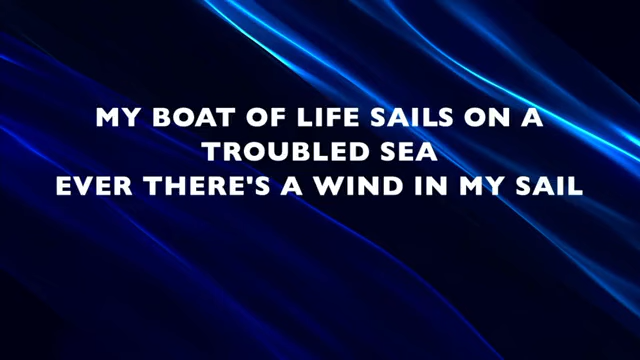 MY BOAT OF LIFE SAILS ON A
TROUBLED SEA
EVER THERE'S A WIND IN MY SAIL